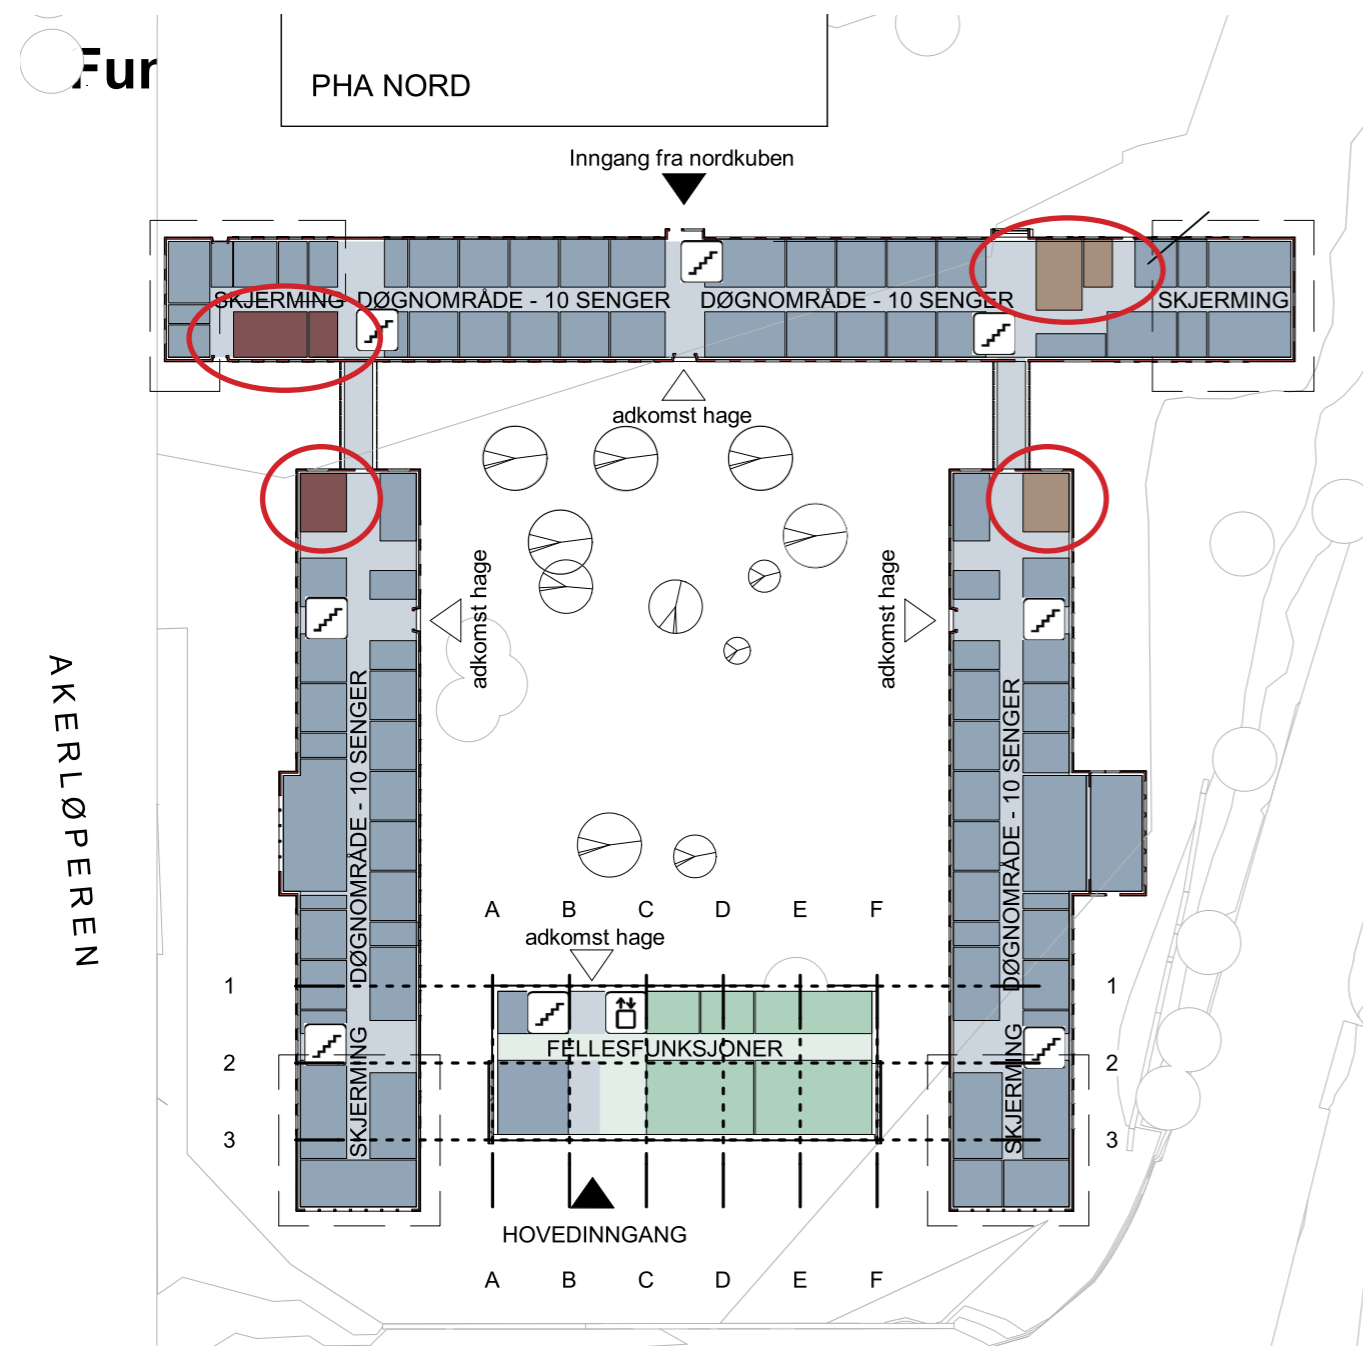 Fur
PHA NORD
Inngang fra nordkuben
SKJERMING
DØGNOMRÅDE - 10 SENGER
DØGNOMRÅDE - 10 SENGER
SKJERMING
adkomst hage
adkomst hage
adkomst hage
AKERLØPEREN
DØGNOMRÅDE - 10 SENGER
DØGNOMRÅDE - 10 SENGER
A B C D E F
adkomst hage
1 1
FELLESFUNKSJONER
2 2
SKJERMING
SKJERMING
3 3
HOVEDINNGANG
A B C D E F